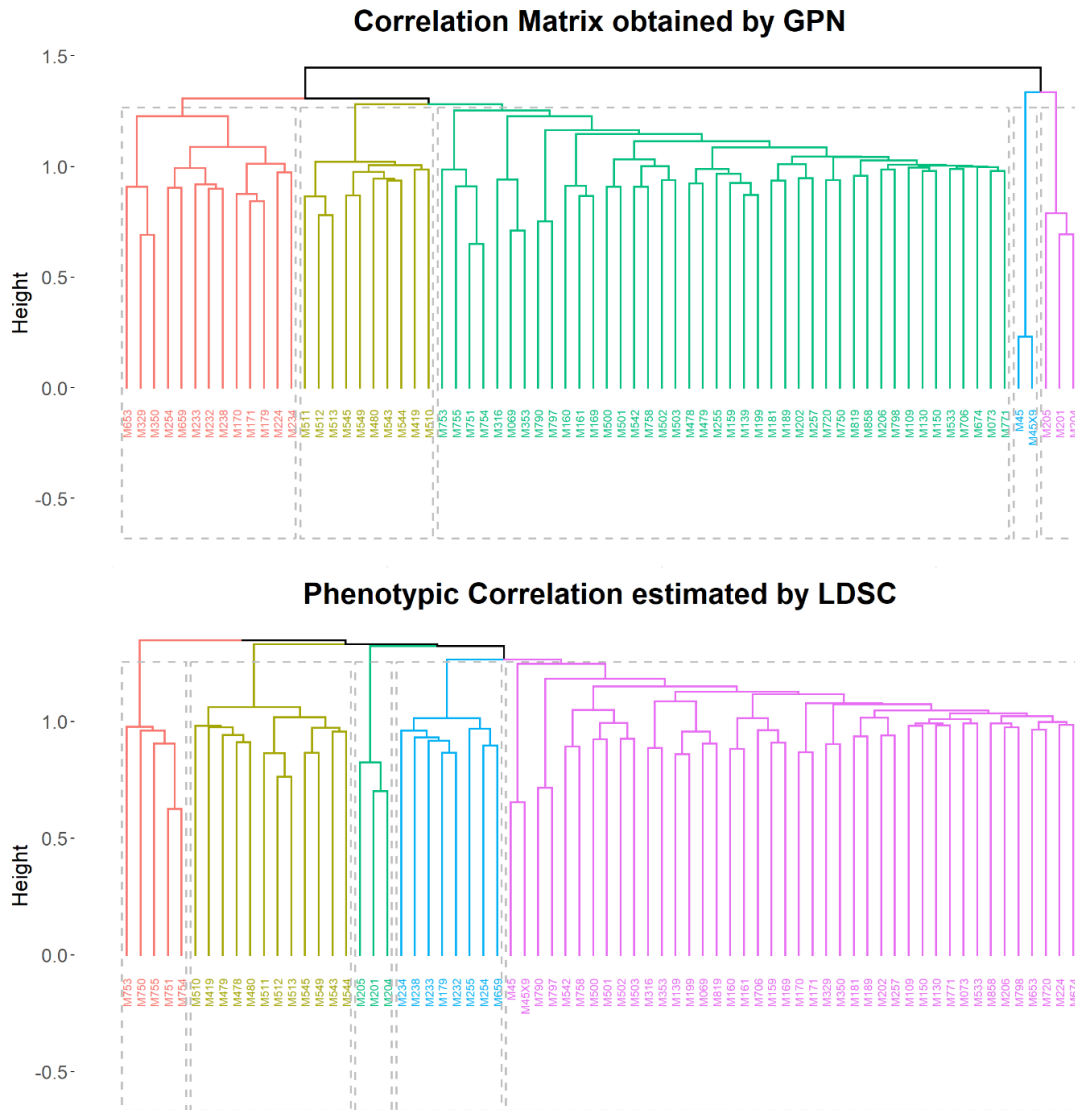 Correlation Matrix obtained by GPN
1.5
1.0
0.5
0.0
-0.5
Height
M653 M329 M350 M254 M659 M233 M232 M238 M170 M171 M179 M224 M234 M511 M512 M513 M545 M549 M480 M543 M544 M419 M510 M753 M755 M751 M754 M316 M069 M353 M790 M797 M160 M161 M169 M500 M501 M542 M758 M502 M503 M478 M479 M255 M159 M139 M199 M181 M189 M202 M257 M720 M750 M819 M858 M206 M798 M109 M130 M150 M533 M706 M674 M073 M771 M45 M45X9 M205 M201 M204
Phenotypic Correlation estimated by LDSC
1.0
0.5
0.0
-0.5
Height
M753 M750 M755 M751 M754 M510 M419 M479 M478 M480 M511 M512 M513 M545 M549 M543 M544 M205 M201 M204 M234 M238 M233 M179 M232 M255 M254 M659 M45 M45X9 M790 M797 M542 M758 M500 M501 M502 M503 M316 M353 M139 M199 M069 M819 M160 M161 M706 M159 M169 M170 M171 M329 M350 M181 M189 M202 M257 M109 M150 M130 M771 M073 M533 M858 M206 M798 M653 M720 M224 M674